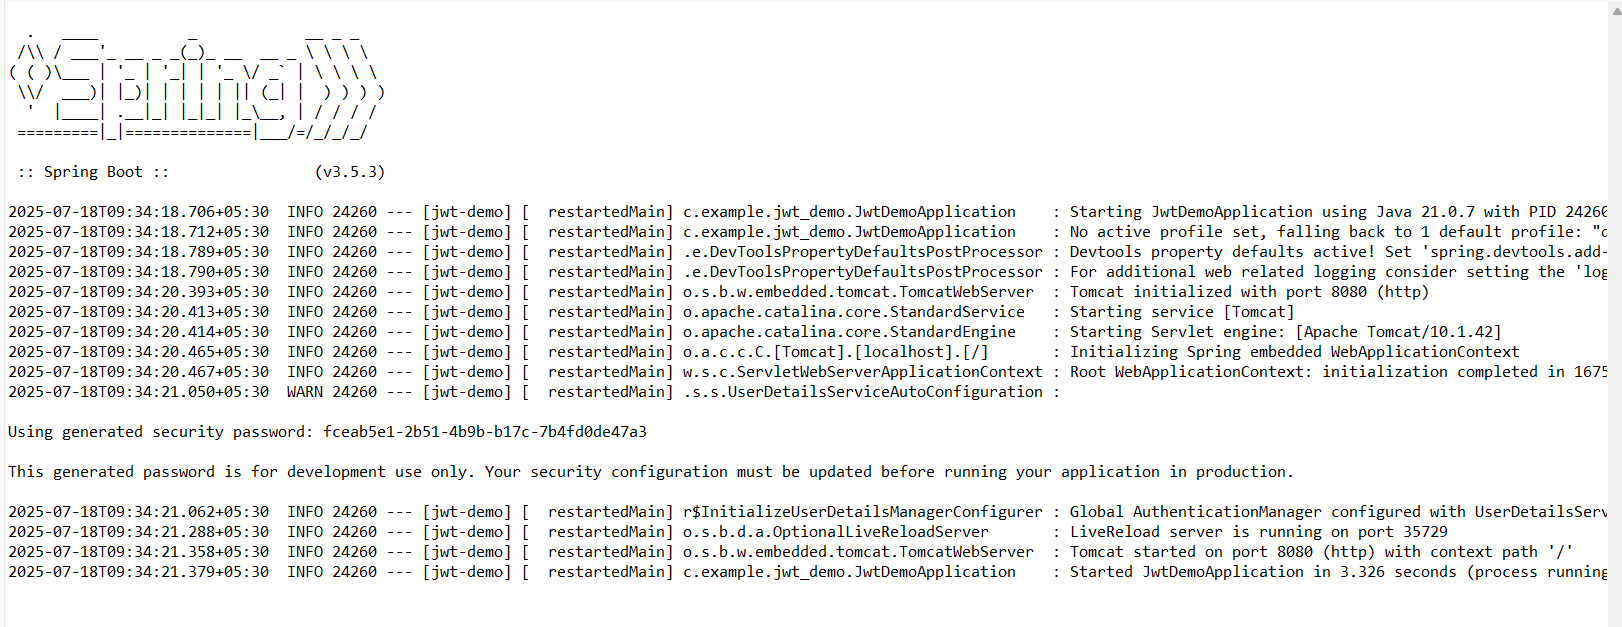 .   ____          _            __ _ _
 /\\ / ___'_ __ _ _(_)_ __  __ _ \ \ \ \
( ( )\___ | '_ | '_| | '_ \/ _` | \ \ \ \
 \\/  ___)| |_)| | | | | || (_| |  ) ) ) )
  '  |____| .__|_| |_|_| |_\__, | / / / /
 =========|_|==============|___/=/_/_/_/
 :: Spring Boot ::                (v3.5.3)
2025-07-18T09:34:18.706+05:30  INFO 24260 --- [jwt-demo] [  restartedMain] c.example.jwt_demo.JwtDemoApplication    : Starting JwtDemoApplication using Java 21.0.7 with PID 24260
2025-07-18T09:34:18.712+05:30  INFO 24260 --- [jwt-demo] [  restartedMain] c.example.jwt_demo.JwtDemoApplication    : No active profile set, falling back to 1 default profile: "d
2025-07-18T09:34:18.789+05:30  INFO 24260 --- [jwt-demo] [  restartedMain] .e.DevToolsPropertyDefaultsPostProcessor : Devtools property defaults active! Set 'spring.devtools.add-
2025-07-18T09:34:18.790+05:30  INFO 24260 --- [jwt-demo] [  restartedMain] .e.DevToolsPropertyDefaultsPostProcessor : For additional web related logging consider setting the 'log
2025-07-18T09:34:20.393+05:30  INFO 24260 --- [jwt-demo] [  restartedMain] o.s.b.w.embedded.tomcat.TomcatWebServer  : Tomcat initialized with port 8080 (http)
2025-07-18T09:34:20.413+05:30  INFO 24260 --- [jwt-demo] [  restartedMain] o.apache.catalina.core.StandardService   : Starting service [Tomcat]
2025-07-18T09:34:20.414+05:30  INFO 24260 --- [jwt-demo] [  restartedMain] o.apache.catalina.core.StandardEngine    : Starting Servlet engine: [Apache Tomcat/10.1.42]
2025-07-18T09:34:20.465+05:30  INFO 24260 --- [jwt-demo] [  restartedMain] o.a.c.c.C.[Tomcat].[localhost].[/]       : Initializing Spring embedded WebApplicationContext
2025-07-18T09:34:20.467+05:30  INFO 24260 --- [jwt-demo] [  restartedMain] w.s.c.ServletWebServerApplicationContext : Root WebApplicationContext: initialization completed in 1675
2025-07-18T09:34:21.050+05:30  WARN 24260 --- [jwt-demo] [  restartedMain] .s.s.UserDetailsServiceAutoConfiguration :
Using generated security password: fceab5e1-2b51-4b9b-b17c-7b4fd0de47a3
This generated password is for development use only. Your security configuration must be updated before running your application in production.
2025-07-18T09:34:21.062+05:30  INFO 24260 --- [jwt-demo] [  restartedMain] r$InitializeUserDetailsManagerConfigurer : Global AuthenticationManager configured with UserDetailsServ
2025-07-18T09:34:21.288+05:30  INFO 24260 --- [jwt-demo] [  restartedMain] o.s.b.d.a.OptionalLiveReloadServer       : LiveReload server is running on port 35729
2025-07-18T09:34:21.358+05:30  INFO 24260 --- [jwt-demo] [  restartedMain] o.s.b.w.embedded.tomcat.TomcatWebServer  : Tomcat started on port 8080 (http) with context path '/'
2025-07-18T09:34:21.379+05:30  INFO 24260 --- [jwt-demo] [  restartedMain] c.example.jwt_demo.JwtDemoApplication    : Started JwtDemoApplication in 3.326 seconds (process running